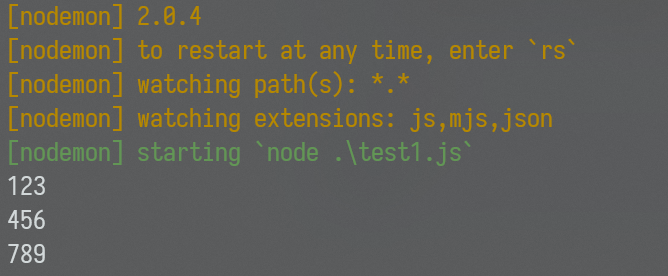 [nodemon] 2.0.4
[nodemon] to restart at any time, enter `rs`
[nodemon] watching path(s): *.*
[nodemon] watching extensions: js,mjs,json
[nodemon] starting `node .\test1.js`
123
456
789